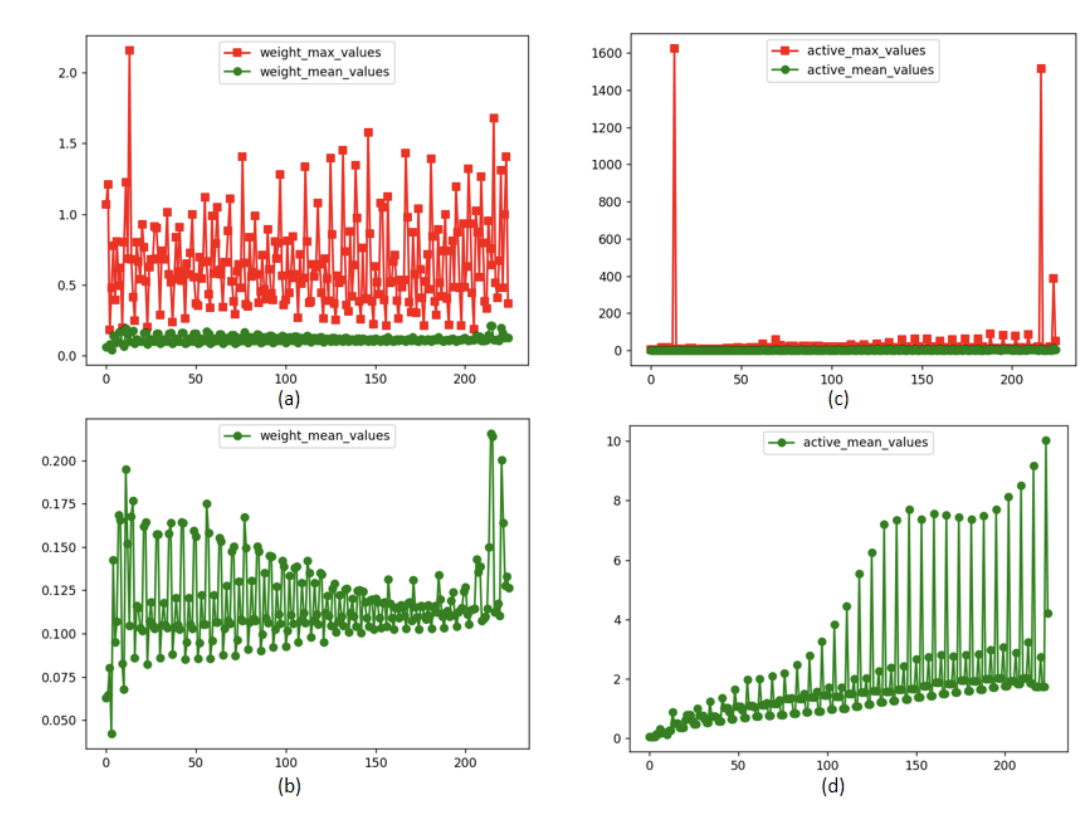 weight_max_values
weight_mean_values
2.0
1.5
1.0
0.5
0.0
0 50 100 150 200
(a)
active_max_values
active_mean_values
1600
1400
1200
1000
800
600
400
200
0
0 50 100 150 200
(c)
weight_mean_values
0.200
0.175
0.150
0.125
0.100
0.075
0.050
0 50 100 150 200
(b)
active_mean_values
10
8
6
4
2
0
0 50 100 150 200
(d)